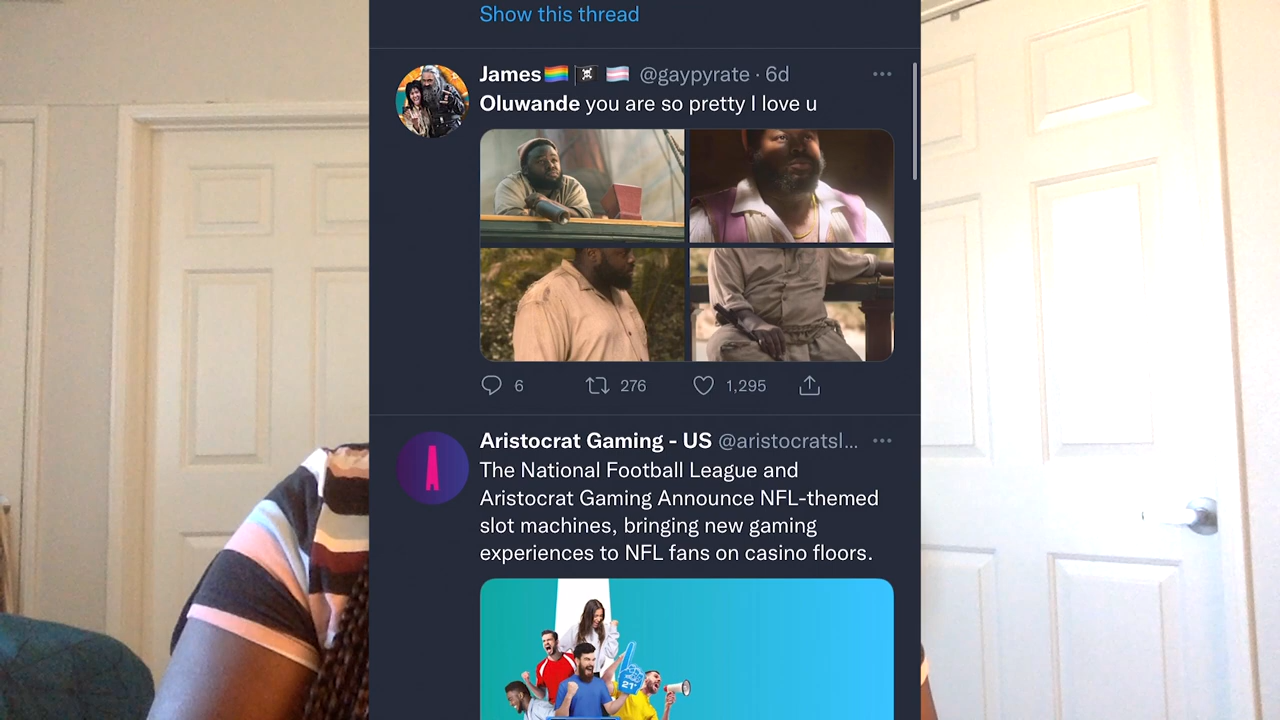 Show this thread
James🏳️‍🌈🏴‍☠️🏳️‍⚧️ @gaypyrate · 6d
Oluwande you are so pretty I love u
6 276 1,295
Aristocrat Gaming - US @aristocratsl...
The National Football League and
Aristocrat Gaming Announce NFL-themed
slot machines, bringing new gaming
experiences to NFL fans on casino floors.
21